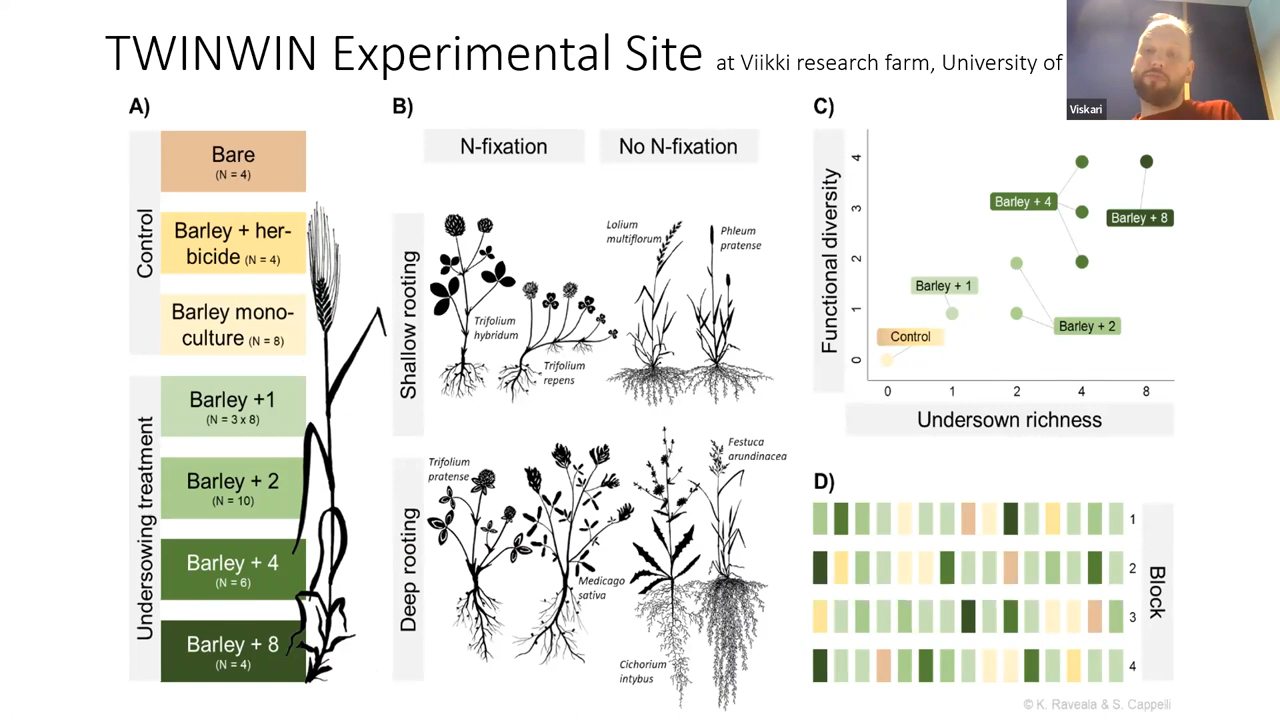 TWINWIN Experimental Site at Viikki research farm, University of
Viskari
A)
Control
Bare
(N = 4)
Barley + her-
bicide (N = 4)
Barley mono-
culture (N = 8)
Undersowing treatment
Barley +1
(N = 3 x 8)
Barley + 2
(N = 10)
Barley + 4
(N = 6)
Barley + 8
(N = 4)
B)
N-fixation
No N-fixation
Shallow rooting
Trifolium
hybridum
Trifolium
repens
Lolium
multiflorum
Phleum
pratense
Deep rooting
Trifolium
pratense
Medicago
sativa
Cichorium
intybus
Festuca
arundinacea
C)
Functional diversity
4
3
2
1
0
Barley + 4
Barley + 8
Barley + 1
Barley + 2
Control
0 1 2 4 8
Undersown richness
D)
1
2
3
4
Block
© K. Raveala & S. Cappelli